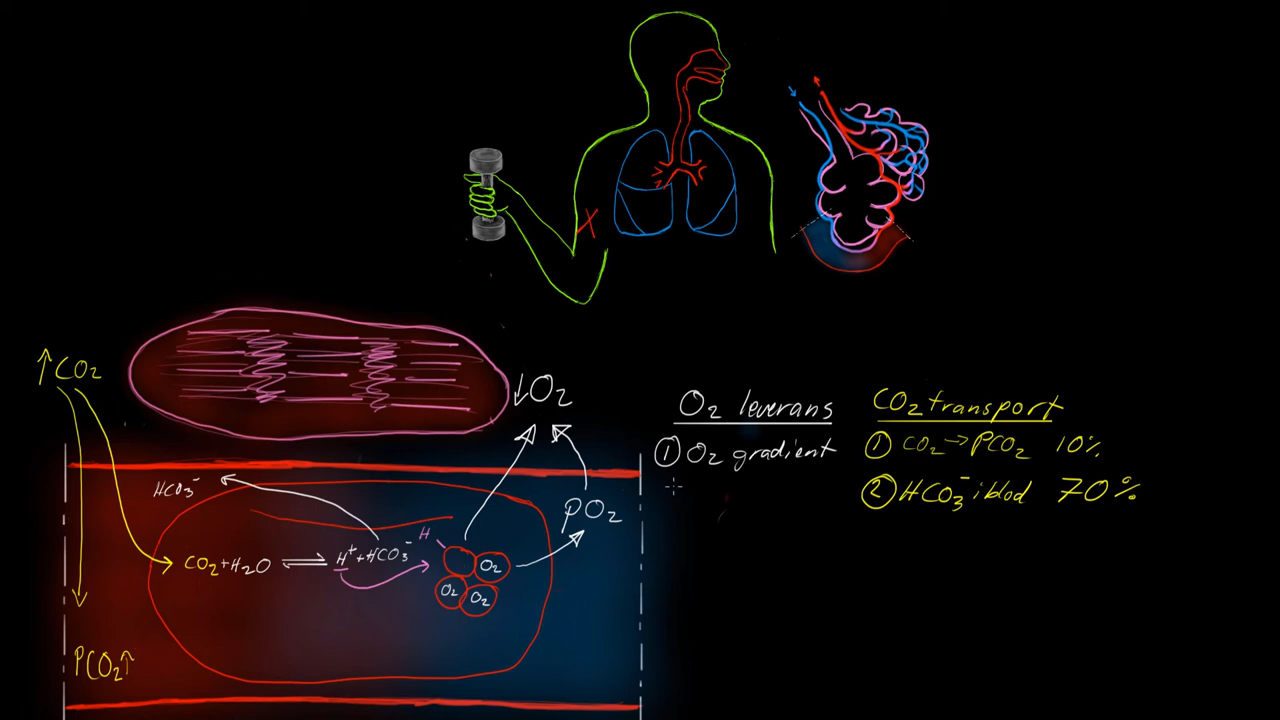 ↑CO₂
↓O₂
O₂ leverans
① O₂ gradient
CO₂ transport
① CO₂ → PCO₂ 10%
② HCO₃⁻ i blod 70%
HCO₃⁻
PO₂
CO₂ + H₂O ⇌ H⁺ + HCO₃⁻
H
O₂
O₂
O₂
PCO₂↑
X